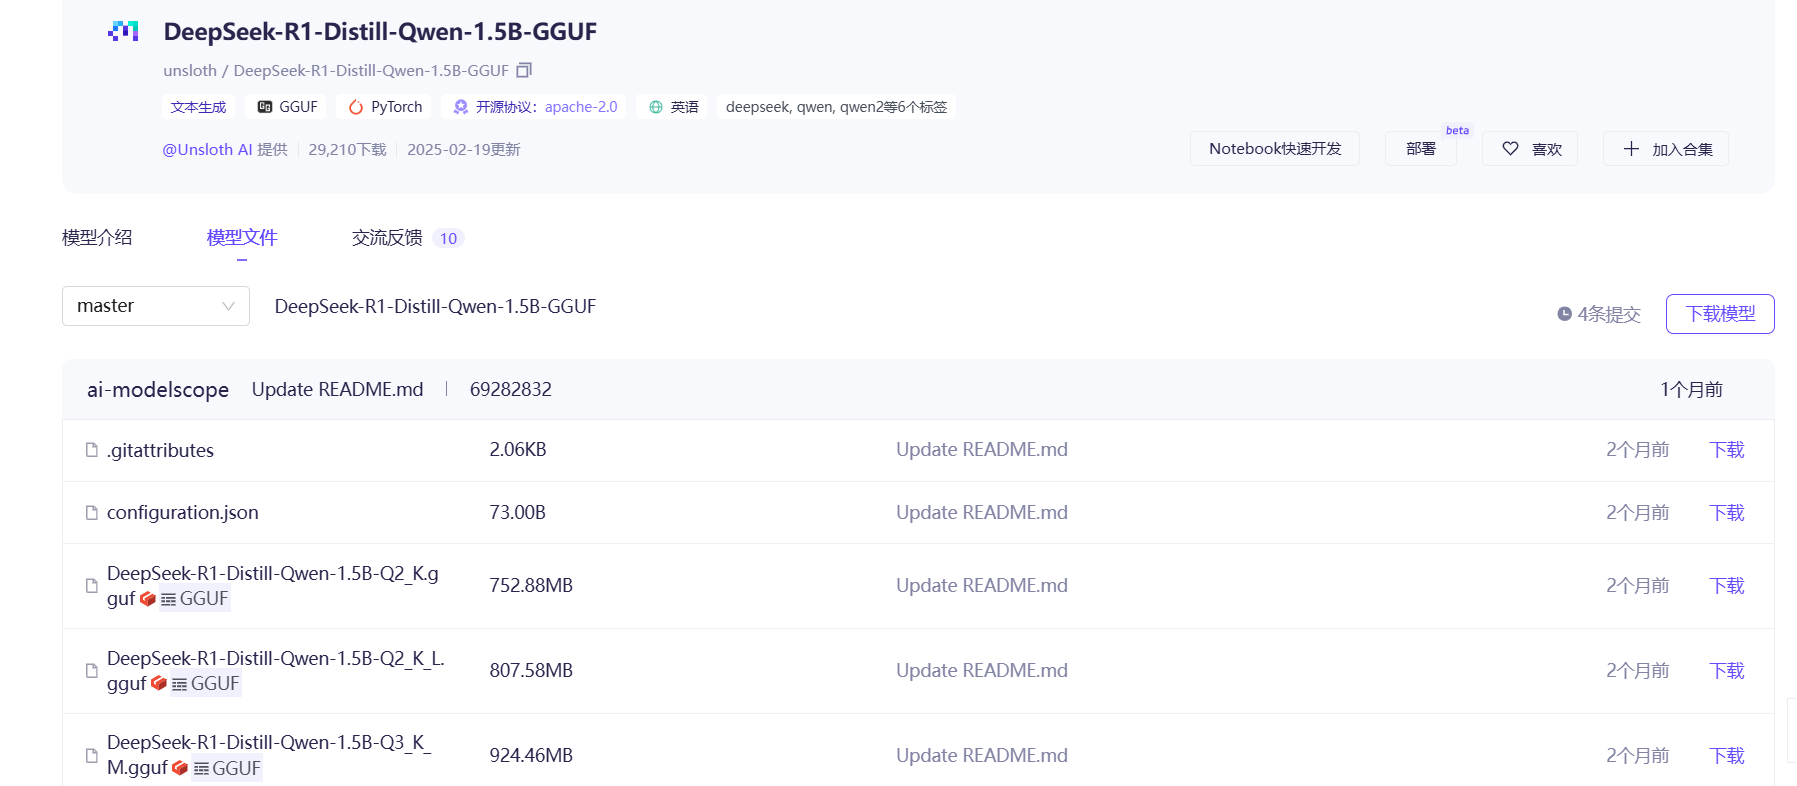 DeepSeek-R1-Distill-Qwen-1.5B-GGUF
unsloth / DeepSeek-R1-Distill-Qwen-1.5B-GGUF
文本生成 GGUF PyTorch 开源协议：apache-2.0 英语 deepseek, qwen, qwen2等6个标签
@Unsloth AI 提供 29,210下载 2025-02-19更新
Notebook快速开发 部署 beta 喜欢 加入合集
模型介绍 模型文件 交流反馈 10
master DeepSeek-R1-Distill-Qwen-1.5B-GGUF 4条提交 下载模型
ai-modelscope Update README.md 69282832 1个月前
.gitattributes 2.06KB Update README.md 2个月前 下载
configuration.json 73.00B Update README.md 2个月前 下载
DeepSeek-R1-Distill-Qwen-1.5B-Q2_K.g
guf GGUF 752.88MB Update README.md 2个月前 下载
DeepSeek-R1-Distill-Qwen-1.5B-Q2_K_L.
gguf GGUF 807.58MB Update README.md 2个月前 下载
DeepSeek-R1-Distill-Qwen-1.5B-Q3_K_
M.gguf GGUF 924.46MB Update README.md 2个月前 下载